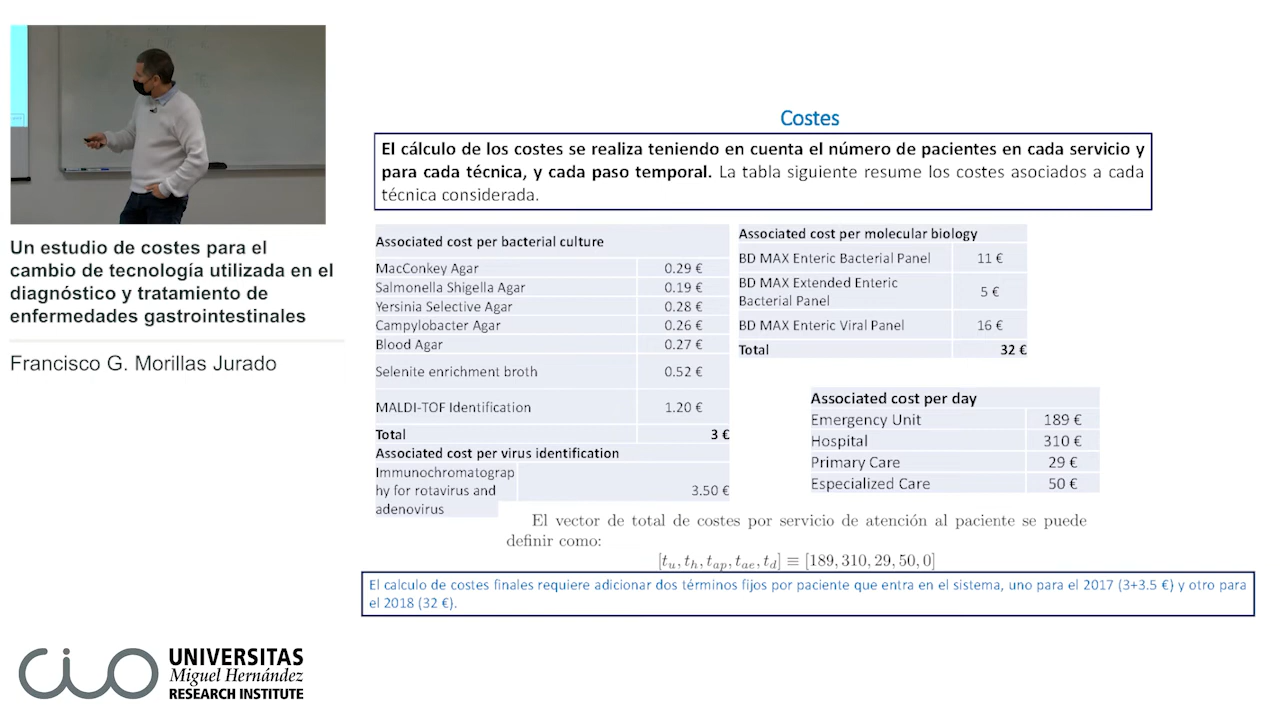 Un estudio de costes para el
cambio de tecnología utilizada en el
diagnóstico y tratamiento de
enfermedades gastrointestinales
Francisco G. Morillas Jurado
CIO
UNIVERSITAS
Miguel Hernández
RESEARCH INSTITUTE
Costes
El cálculo de los costes se realiza teniendo en cuenta el número de pacientes en cada servicio y
para cada técnica, y cada paso temporal. La tabla siguiente resume los costes asociados a cada
técnica considerada.
Associated cost per bacterial culture
MacConkey Agar 0.29 €
Salmonella Shigella Agar 0.19 €
Yersinia Selective Agar 0.28 €
Campylobacter Agar 0.26 €
Blood Agar 0.27 €
Selenite enrichment broth 0.52 €
MALDI-TOF Identification 1.20 €
Total 3 €
Associated cost per virus identification
Immunochromatograp
hy for rotavirus and 3.50 €
adenovirus
Associated cost per molecular biology
BD MAX Enteric Bacterial Panel 11 €
BD MAX Extended Enteric
Bacterial Panel 5 €
BD MAX Enteric Viral Panel 16 €
Total 32 €
Associated cost per day
Emergency Unit 189 €
Hospital 310 €
Primary Care 29 €
Especialized Care 50 €
El vector de total de costes por servicio de atención al paciente se puede
definir como:
[t_u, t_h, t_ap, t_ae, t_d] ≡ [189, 310, 29, 50, 0]
El calculo de costes finales requiere adicionar dos términos fijos por paciente que entra en el sistema, uno para el 2017 (3+3.5 €) y otro para
el 2018 (32 €).